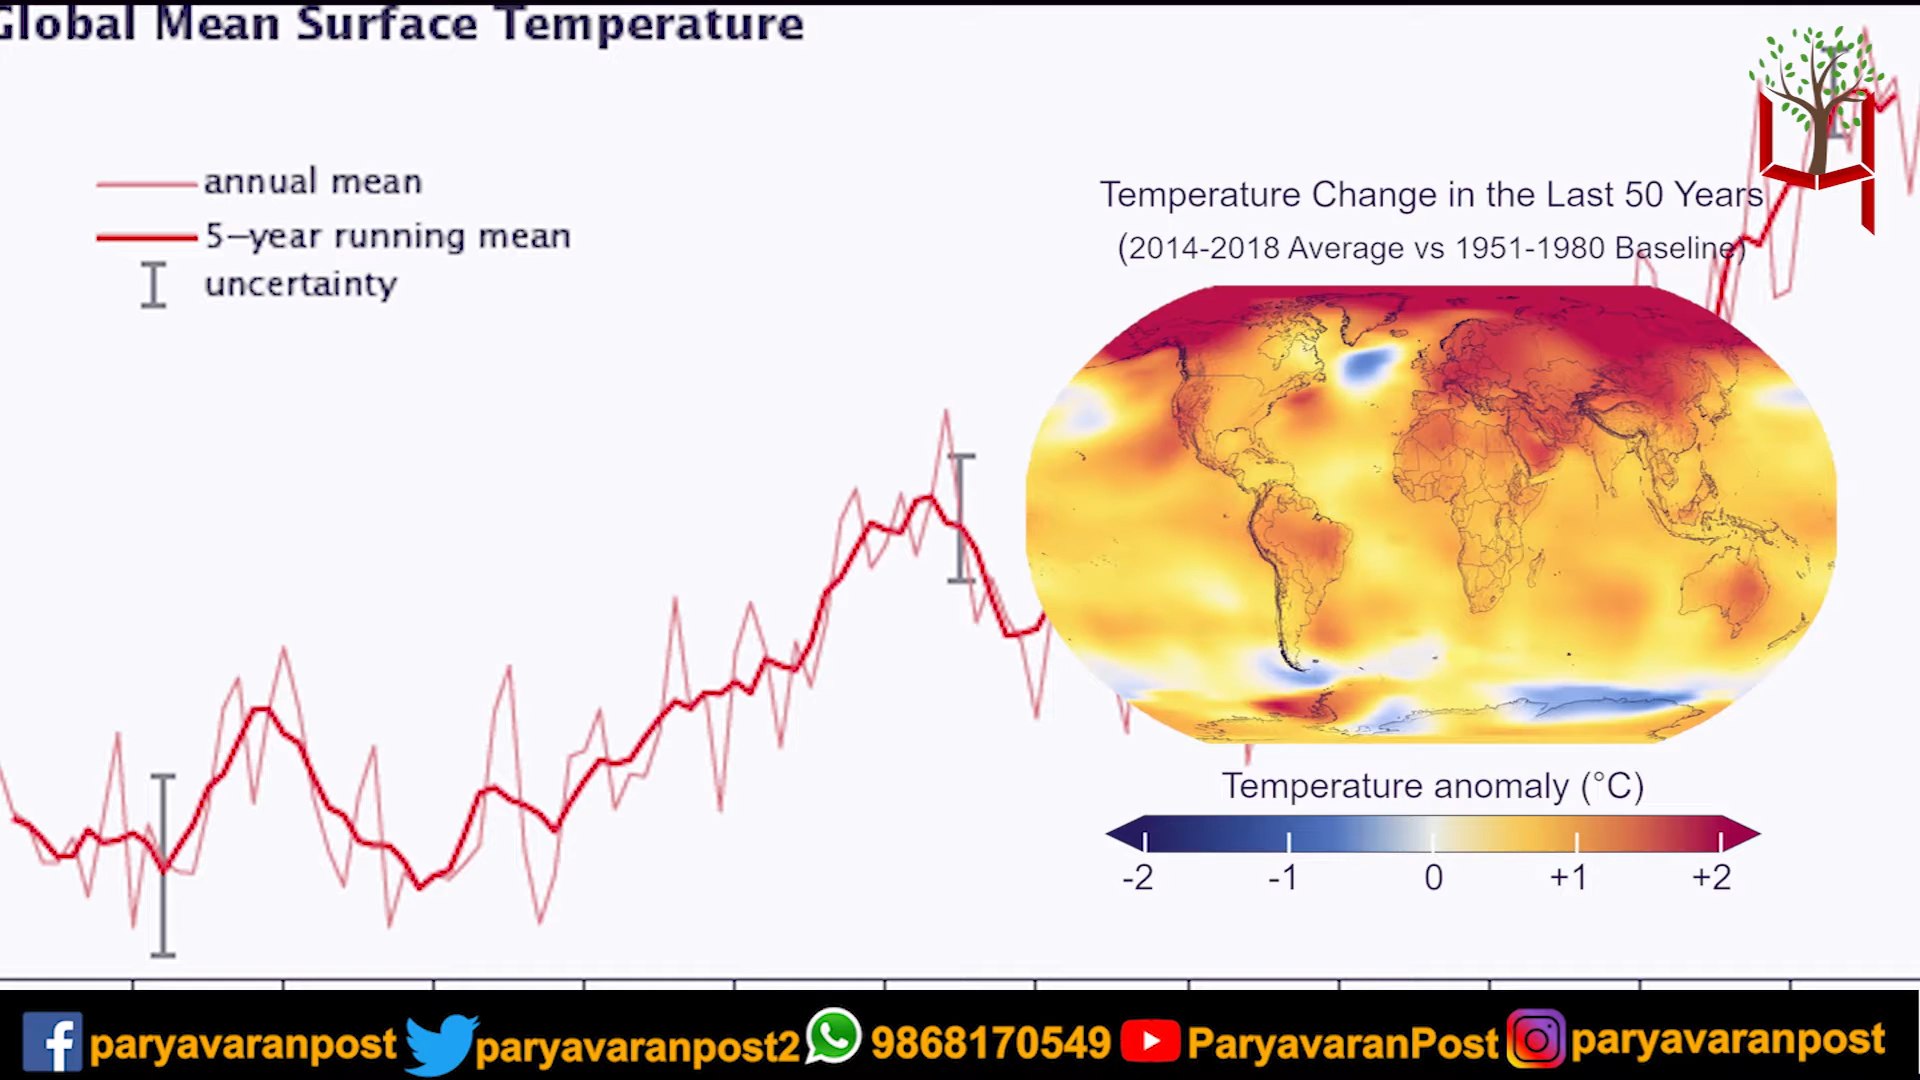 Global Mean Surface Temperature
annual mean
5-year running mean
uncertainty
Temperature Change in the Last 50 Years
(2014-2018 Average vs 1951-1980 Baseline)
Temperature anomaly (°C)
-2 -1 0 +1 +2
paryavaranpost paryavaranpost2 9868170549 ParyavaranPost paryavaranpost